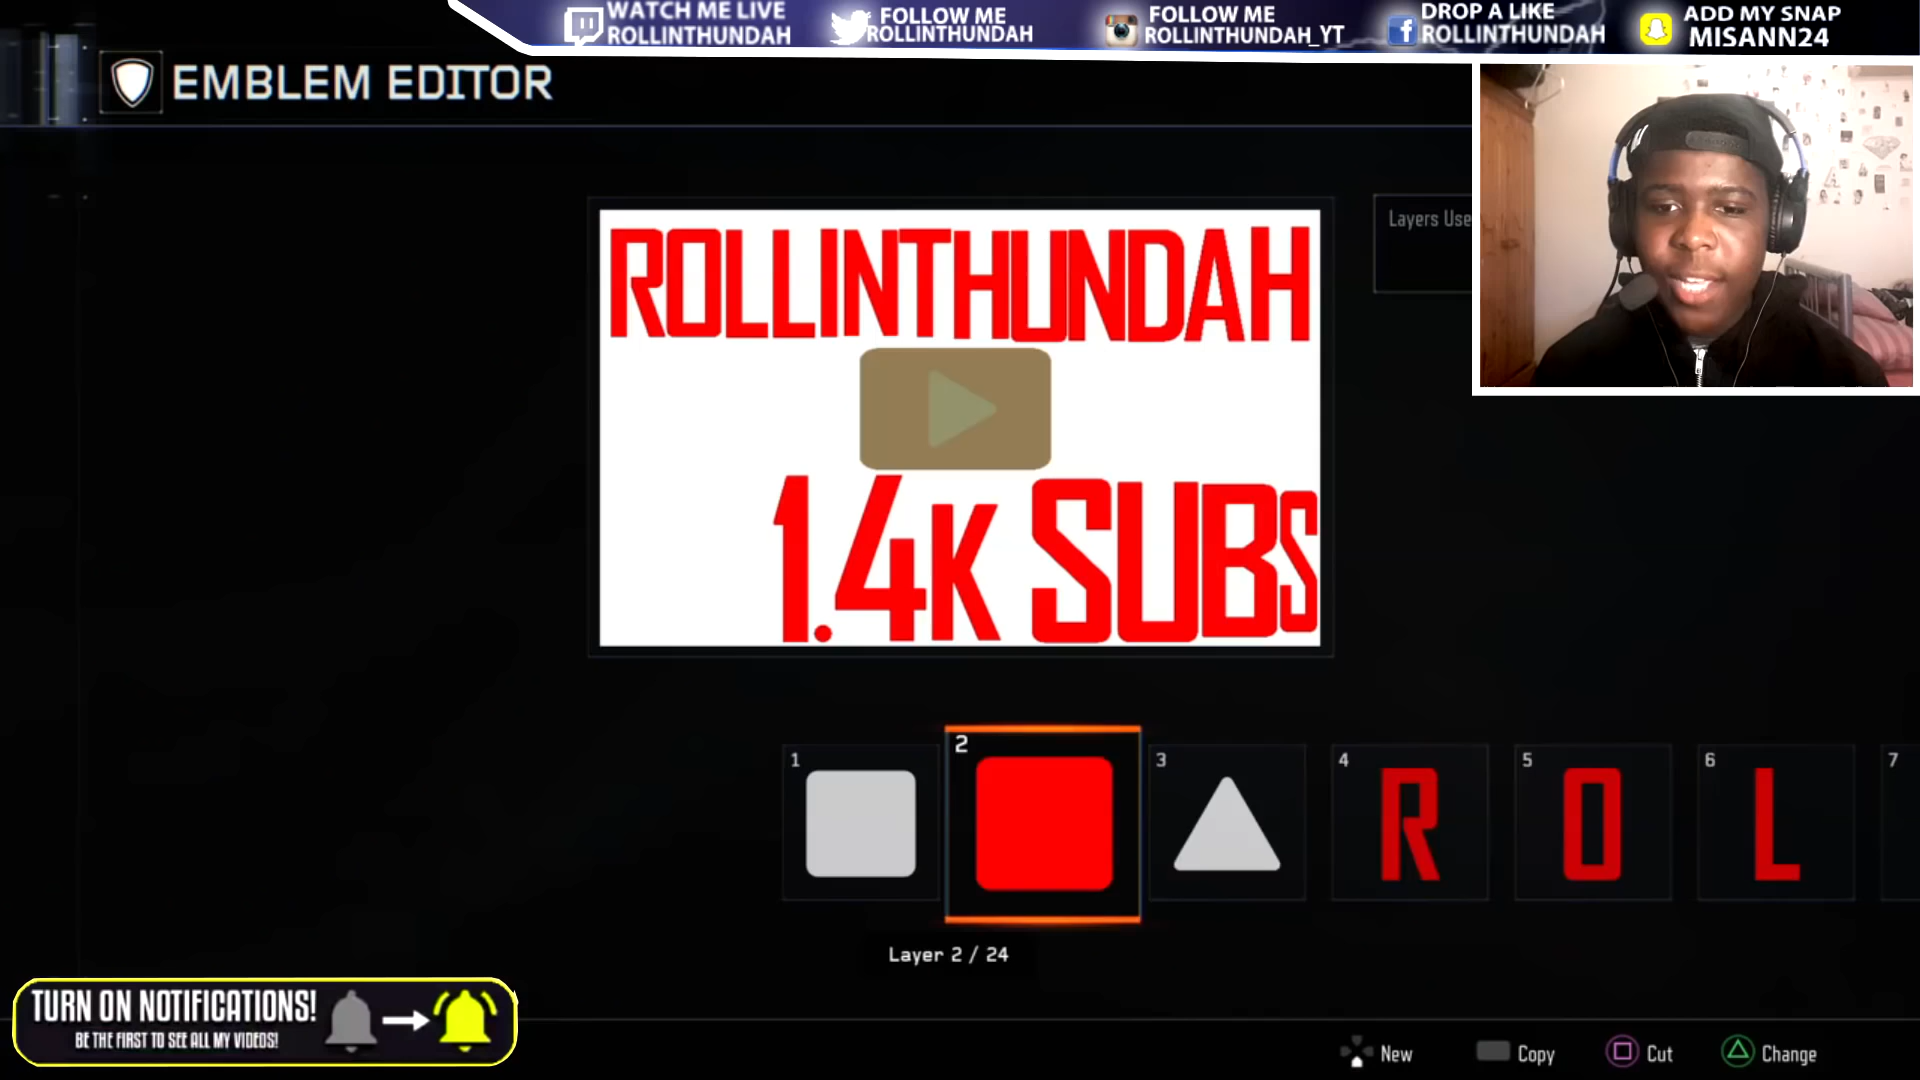 WATCH ME LIVE
ROLLINTHUNDAH
FOLLOW ME
ROLLINTHUNDAH
FOLLOW ME
ROLLINTHUNDAH_YT
DROP A LIKE
ROLLINTHUNDAH
ADD MY SNAP
MISANN24
EMBLEM EDITOR
Layers Use
ROLLINTHUNDAH
1.4K SUBS
1
2
3
4 R
5 O
6 L
7
Layer 2 / 24
TURN ON NOTIFICATIONS!
BE THE FIRST TO SEE ALL MY VIDEOS!
New
Copy
Cut
Change